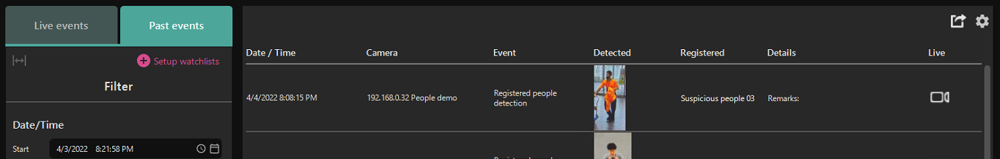 Live events
Past events
Setup watchlists
Filter
Date/Time
Start 4/3/2022 8:21:58 PM
Date / Time Camera Event Detected Registered Details Live
4/4/2022 8:08:15 PM 192.168.0.32 People demo Registered people Suspicious people 03 Remarks:
detection